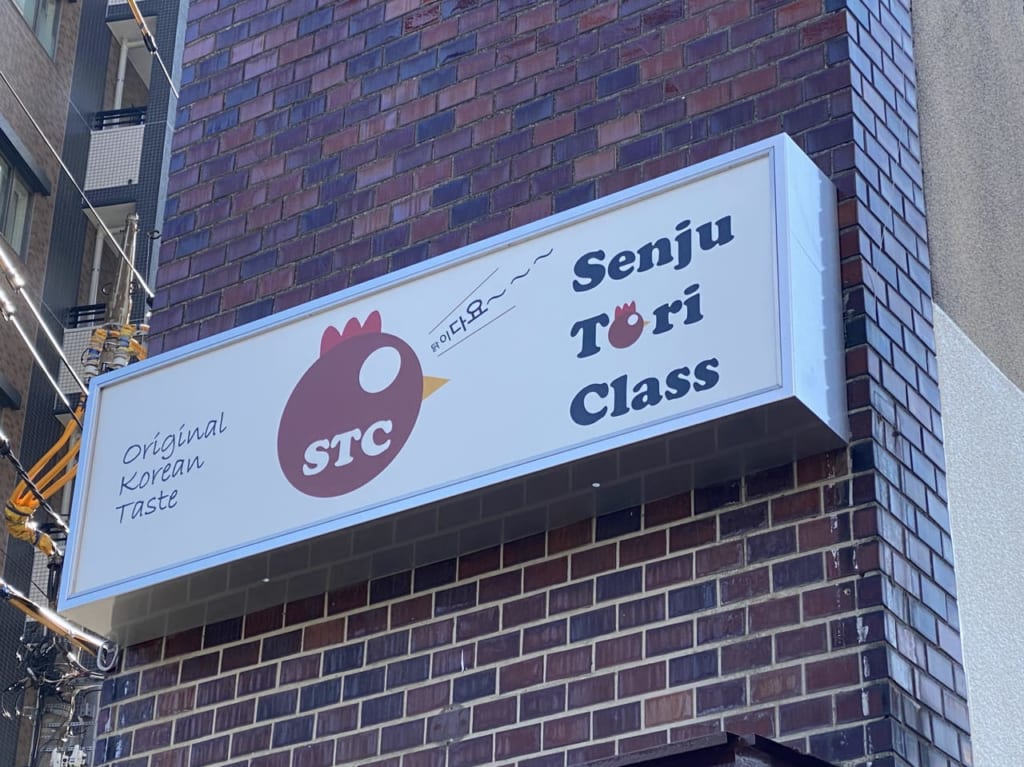 Original
Korean
Taste
STC
닭이다요~~~
Senju
Tori
Class